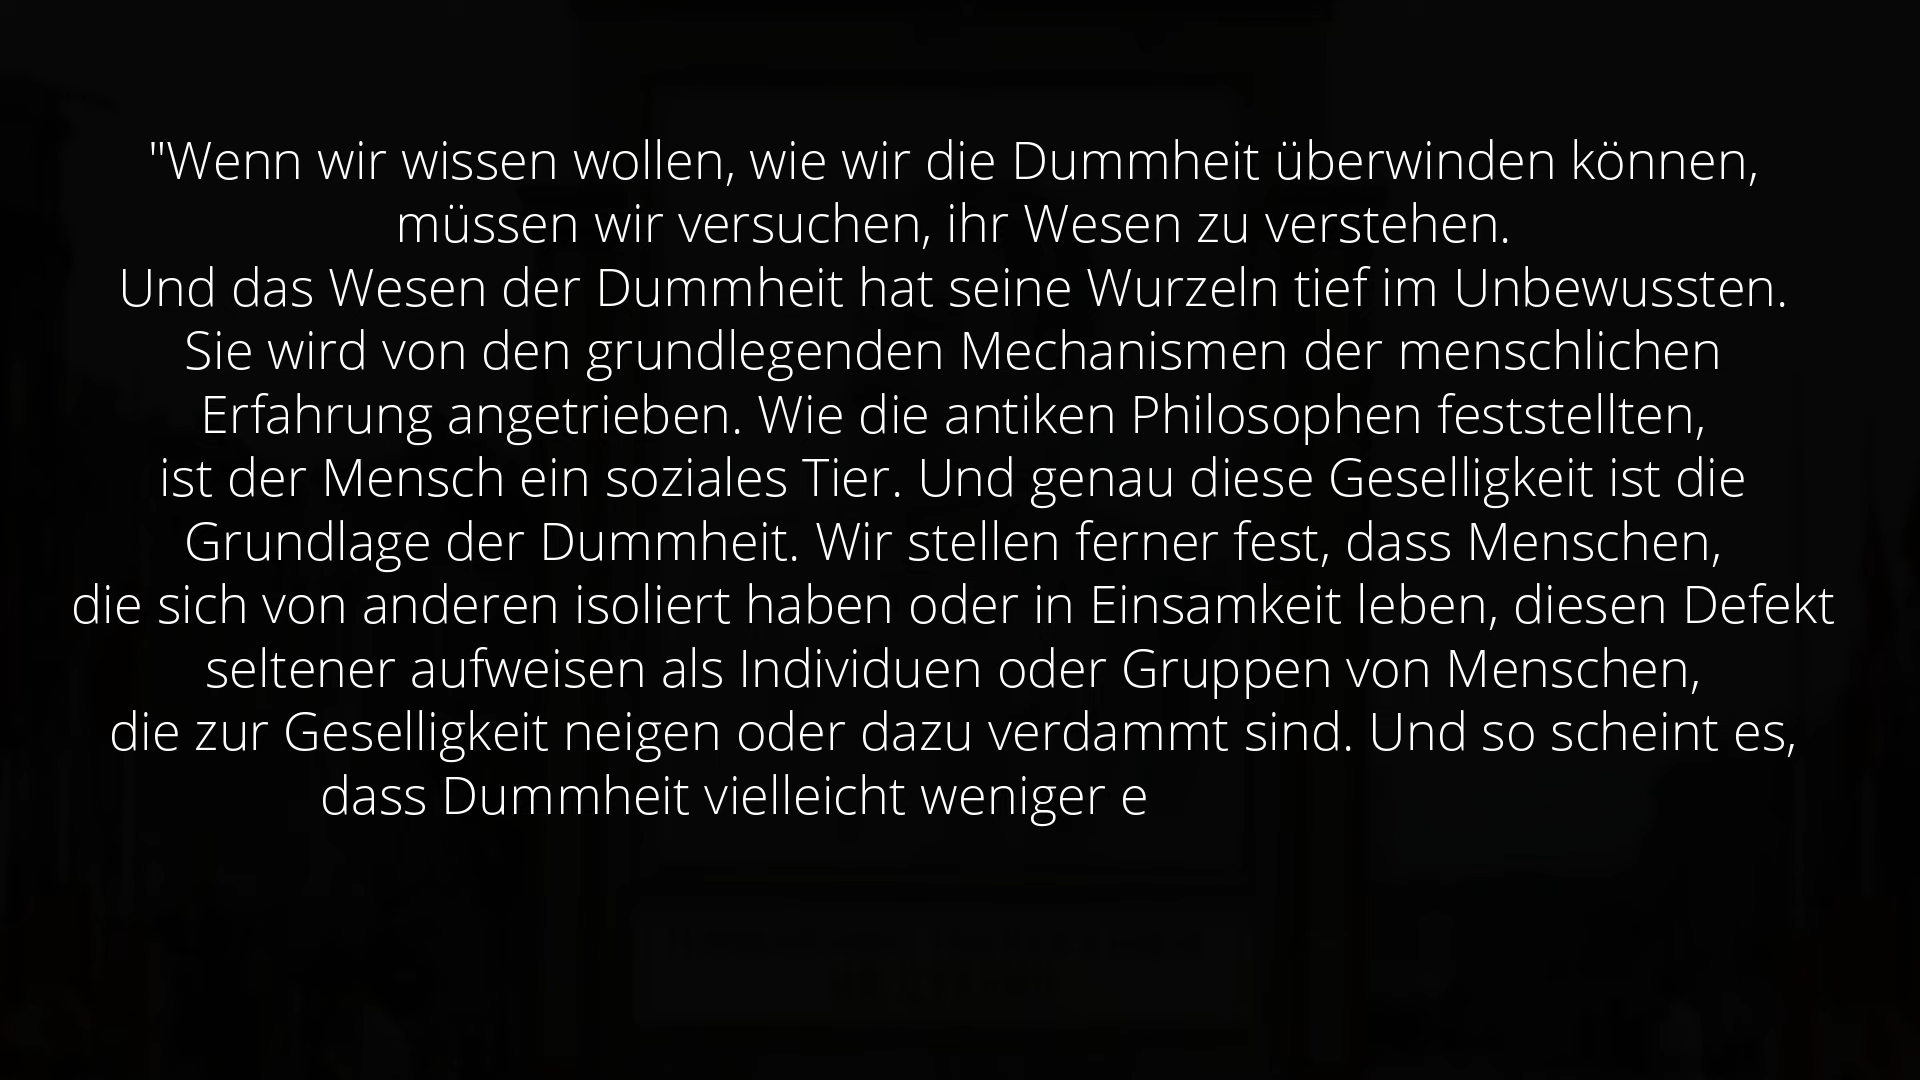 "Wenn wir wissen wollen, wie wir die Dummheit überwinden können,
müssen wir versuchen, ihr Wesen zu verstehen.
Und das Wesen der Dummheit hat seine Wurzeln tief im Unbewussten.
Sie wird von den grundlegenden Mechanismen der menschlichen
Erfahrung angetrieben. Wie die antiken Philosophen feststellten,
ist der Mensch ein soziales Tier. Und genau diese Geselligkeit ist die
Grundlage der Dummheit. Wir stellen ferner fest, dass Menschen,
die sich von anderen isoliert haben oder in Einsamkeit leben, diesen Defekt
seltener aufweisen als Individuen oder Gruppen von Menschen,
die zur Geselligkeit neigen oder dazu verdammt sind. Und so scheint es,
dass Dummheit vielleicht weniger e